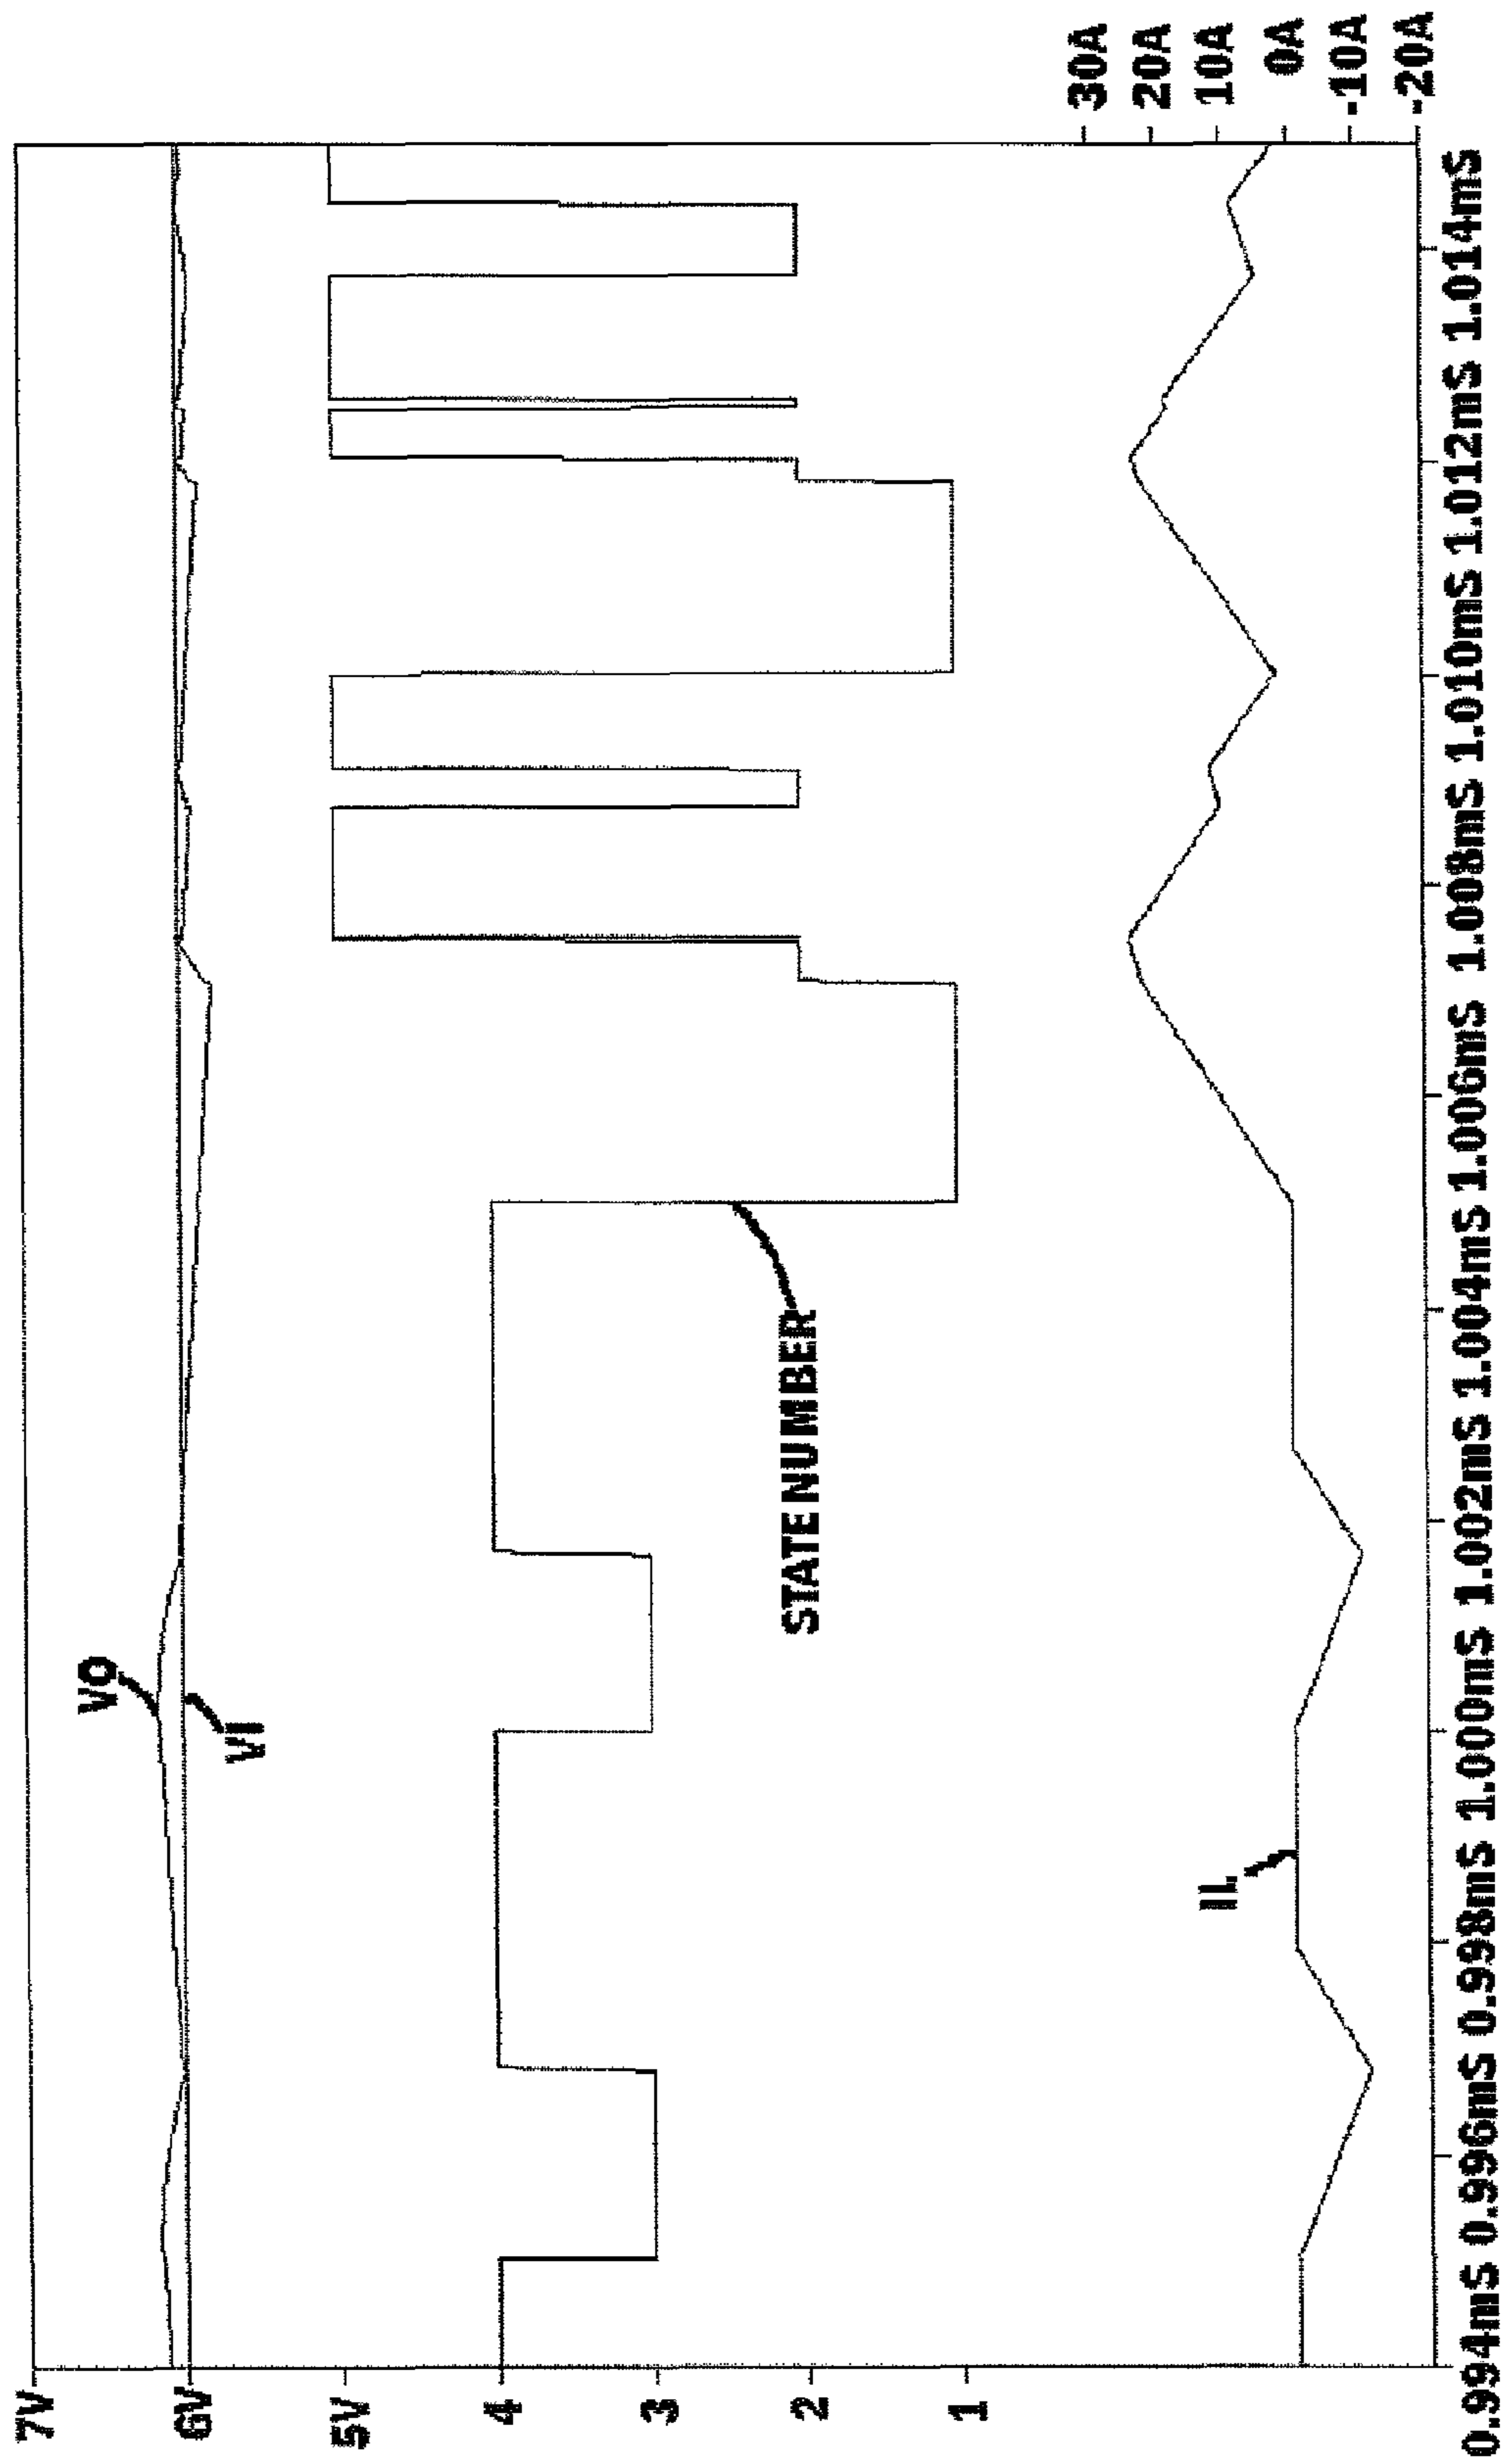 7V
6V
5V
4
3
2
1
VO
VI
STATE NUMBER
IL
30A
20A
10A
0A
-10A
-20A
0.994mS 0.996mS 0.998mS 1.000mS 1.002mS 1.004mS 1.006mS 1.008mS 1.010mS 1.012mS 1.014mS